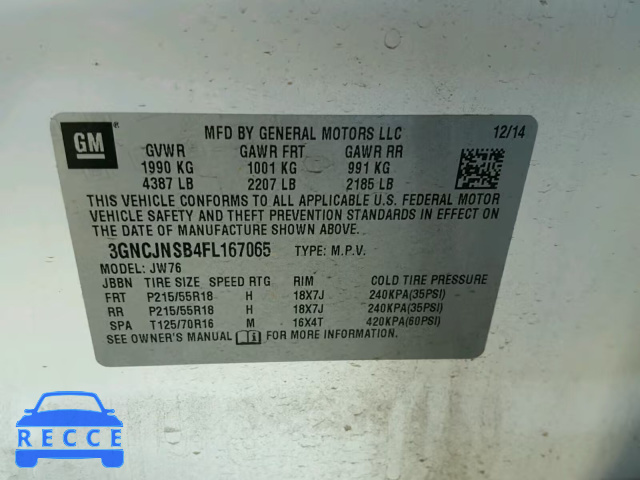 GM ®
MFD BY GENERAL MOTORS LLC 12/14
GVWR GAWR FRT GAWR RR
1990 KG 1001 KG 991 KG
4387 LB 2207 LB 2185 LB
THIS VEHICLE CONFORMS TO ALL APPLICABLE U.S. FEDERAL MOTOR
VEHICLE SAFETY AND THEFT PREVENTION STANDARDS IN EFFECT ON
THE DATE OF MANUFACTURE SHOWN ABOVE.
3GNCJNSB4FL167065 TYPE: M.P.V.
MODEL: JW76
JBBN TIRE SIZE SPEED RTG RIM COLD TIRE PRESSURE
FRT P215/55R18 H 18X7J 240KPA(35PSI)
RR P215/55R18 H 18X7J 240KPA(35PSI)
SPA T125/70R16 M 16X4T 420KPA(60PSI)
SEE OWNER'S MANUAL FOR MORE INFORMATION.
RECCE